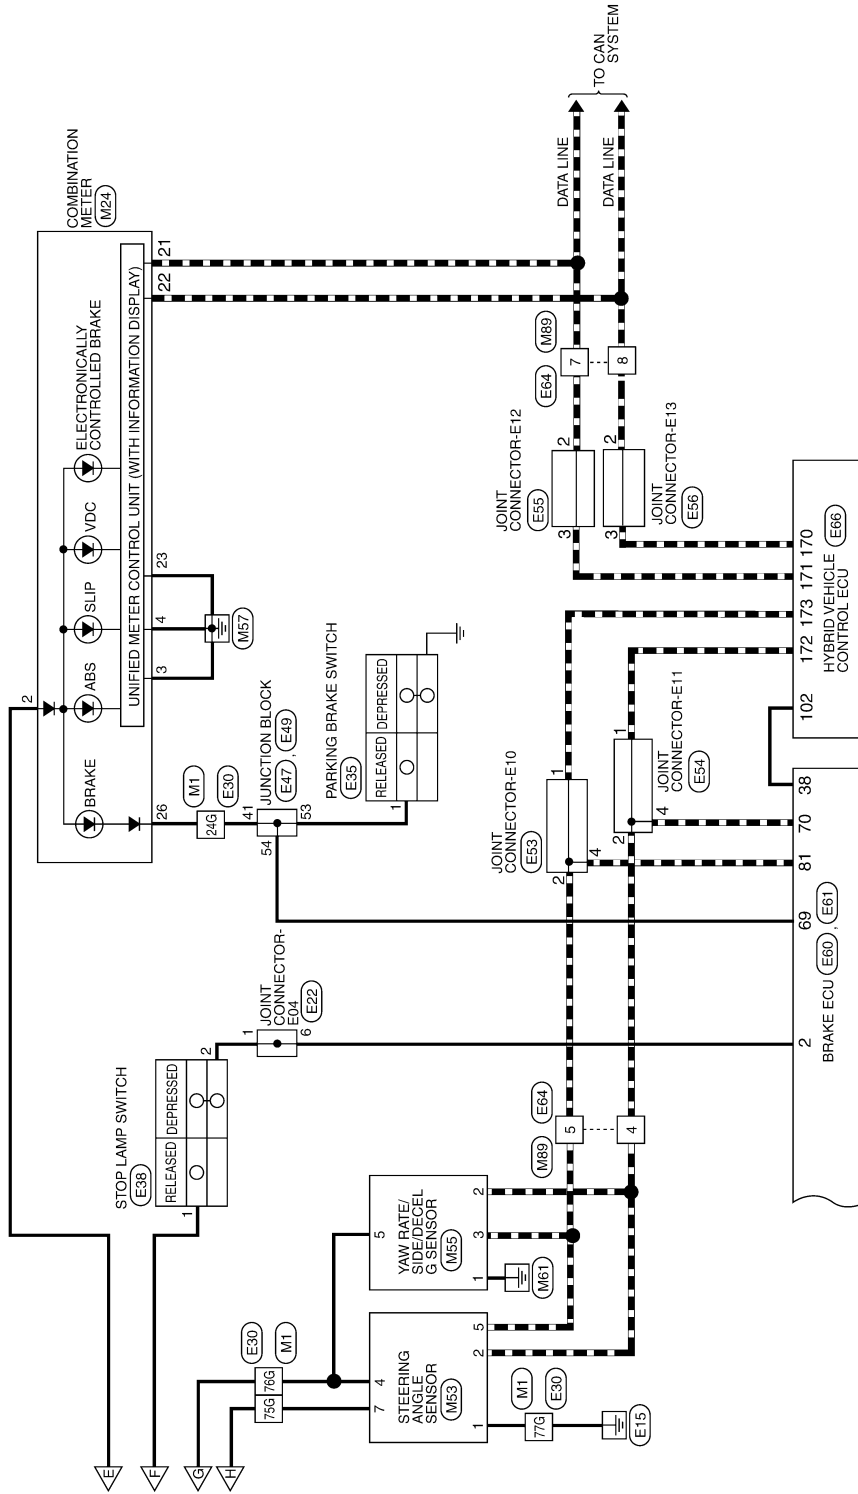 TO CAN
SYSTEM
DATA LINE
DATA LINE
COMBINATION
METER
M24
ELECTRONICALLY
CONTROLLED BRAKE
VDC
SLIP
ABS
BRAKE
UNIFIED METER CONTROL UNIT (WITH INFORMATION DISPLAY)
2
21
22
23
4
3
26
M57
M1
E30
24G
41
JUNCTION BLOCK
E47 , E49
54
53
PARKING BRAKE SWITCH
E35
RELEASED
DEPRESSED
1
M89
E64
7
8
JOINT
CONNECTOR-E12
E55
2
3
JOINT
CONNECTOR-E13
E56
2
3
170
171
173
172
102
HYBRID VEHICLE
CONTROL ECU
E66
JOINT
CONNECTOR-E10
E53
1
2
4
JOINT
CONNECTOR-E11
E54
1
2
4
38
70
81
69
2
BRAKE ECU
E60 , E61
STOP LAMP SWITCH
E38
RELEASED
DEPRESSED
1
2
JOINT
CONNECTOR-
E04
E22
1
6
M89
E64
5
4
YAW RATE/
SIDE/DECEL
G SENSOR
M55
5
2
3
1
M61
STEERING
ANGLE
SENSOR
M53
4
7
5
2
1
E30
M1
76G
75G
M1
E30
77G
E15
E
F
G
H